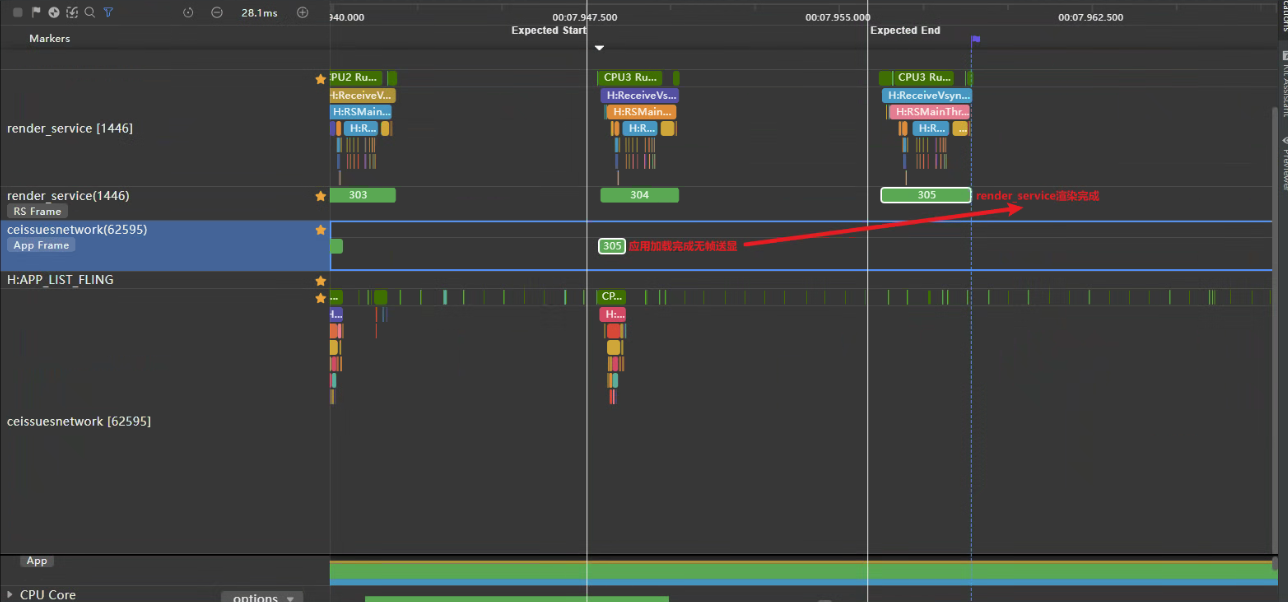 28.1ms
940.000
00:07.947.500
00:07.955.000
00:07.962.500
Markers
Expected Start
Expected End
PU2 Ru...
CPU3 Ru...
CPU3 Ru...
H:ReceiveV...
H:ReceiveVs...
H:ReceiveVsyn...
H:RSMain...
H:RSMain...
H:RSMainThr...
render_service [1446]
H:R...
H:R...
H:R...
...
render_service(1446)
303
304
305
render_service渲染完成
RS Frame
ceissuesnetwork(62595)
App Frame
305
应用加载完成无帧送显
H:APP_LIST_FLING
...
CP...
H:...
ceissuesnetwork [62595]
App
CPU Core
options
Previewer